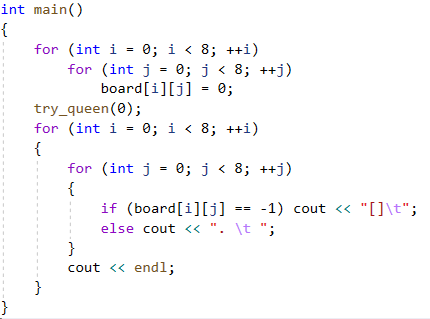 int main()
{
    for (int i = 0; i < 8; ++i)
        for (int j = 0; j < 8; ++j)
            board[i][j] = 0;
    try_queen(0);
    for (int i = 0; i < 8; ++i)
    {
        for (int j = 0; j < 8; ++j)
        {
            if (board[i][j] == -1) cout << "[]\t";
            else cout << ". \t ";
        }
        cout << endl;
    }
}